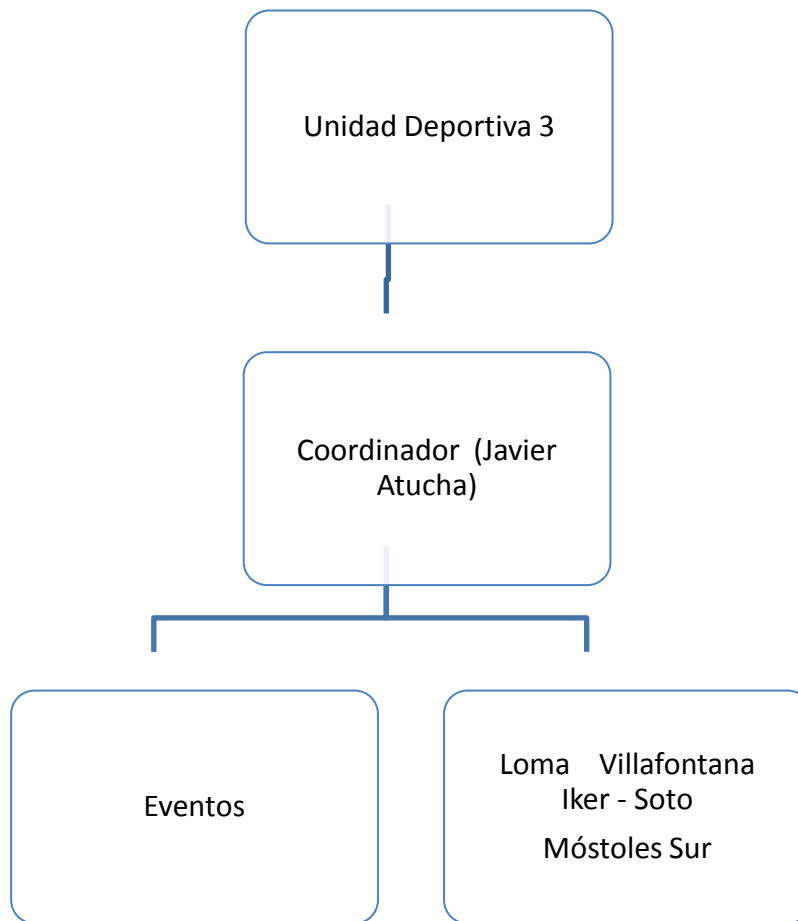 Unidad Deportiva 3
Coordinador (Javier
Atucha)
Eventos
Loma Villafontana
Iker - Soto
Móstoles Sur